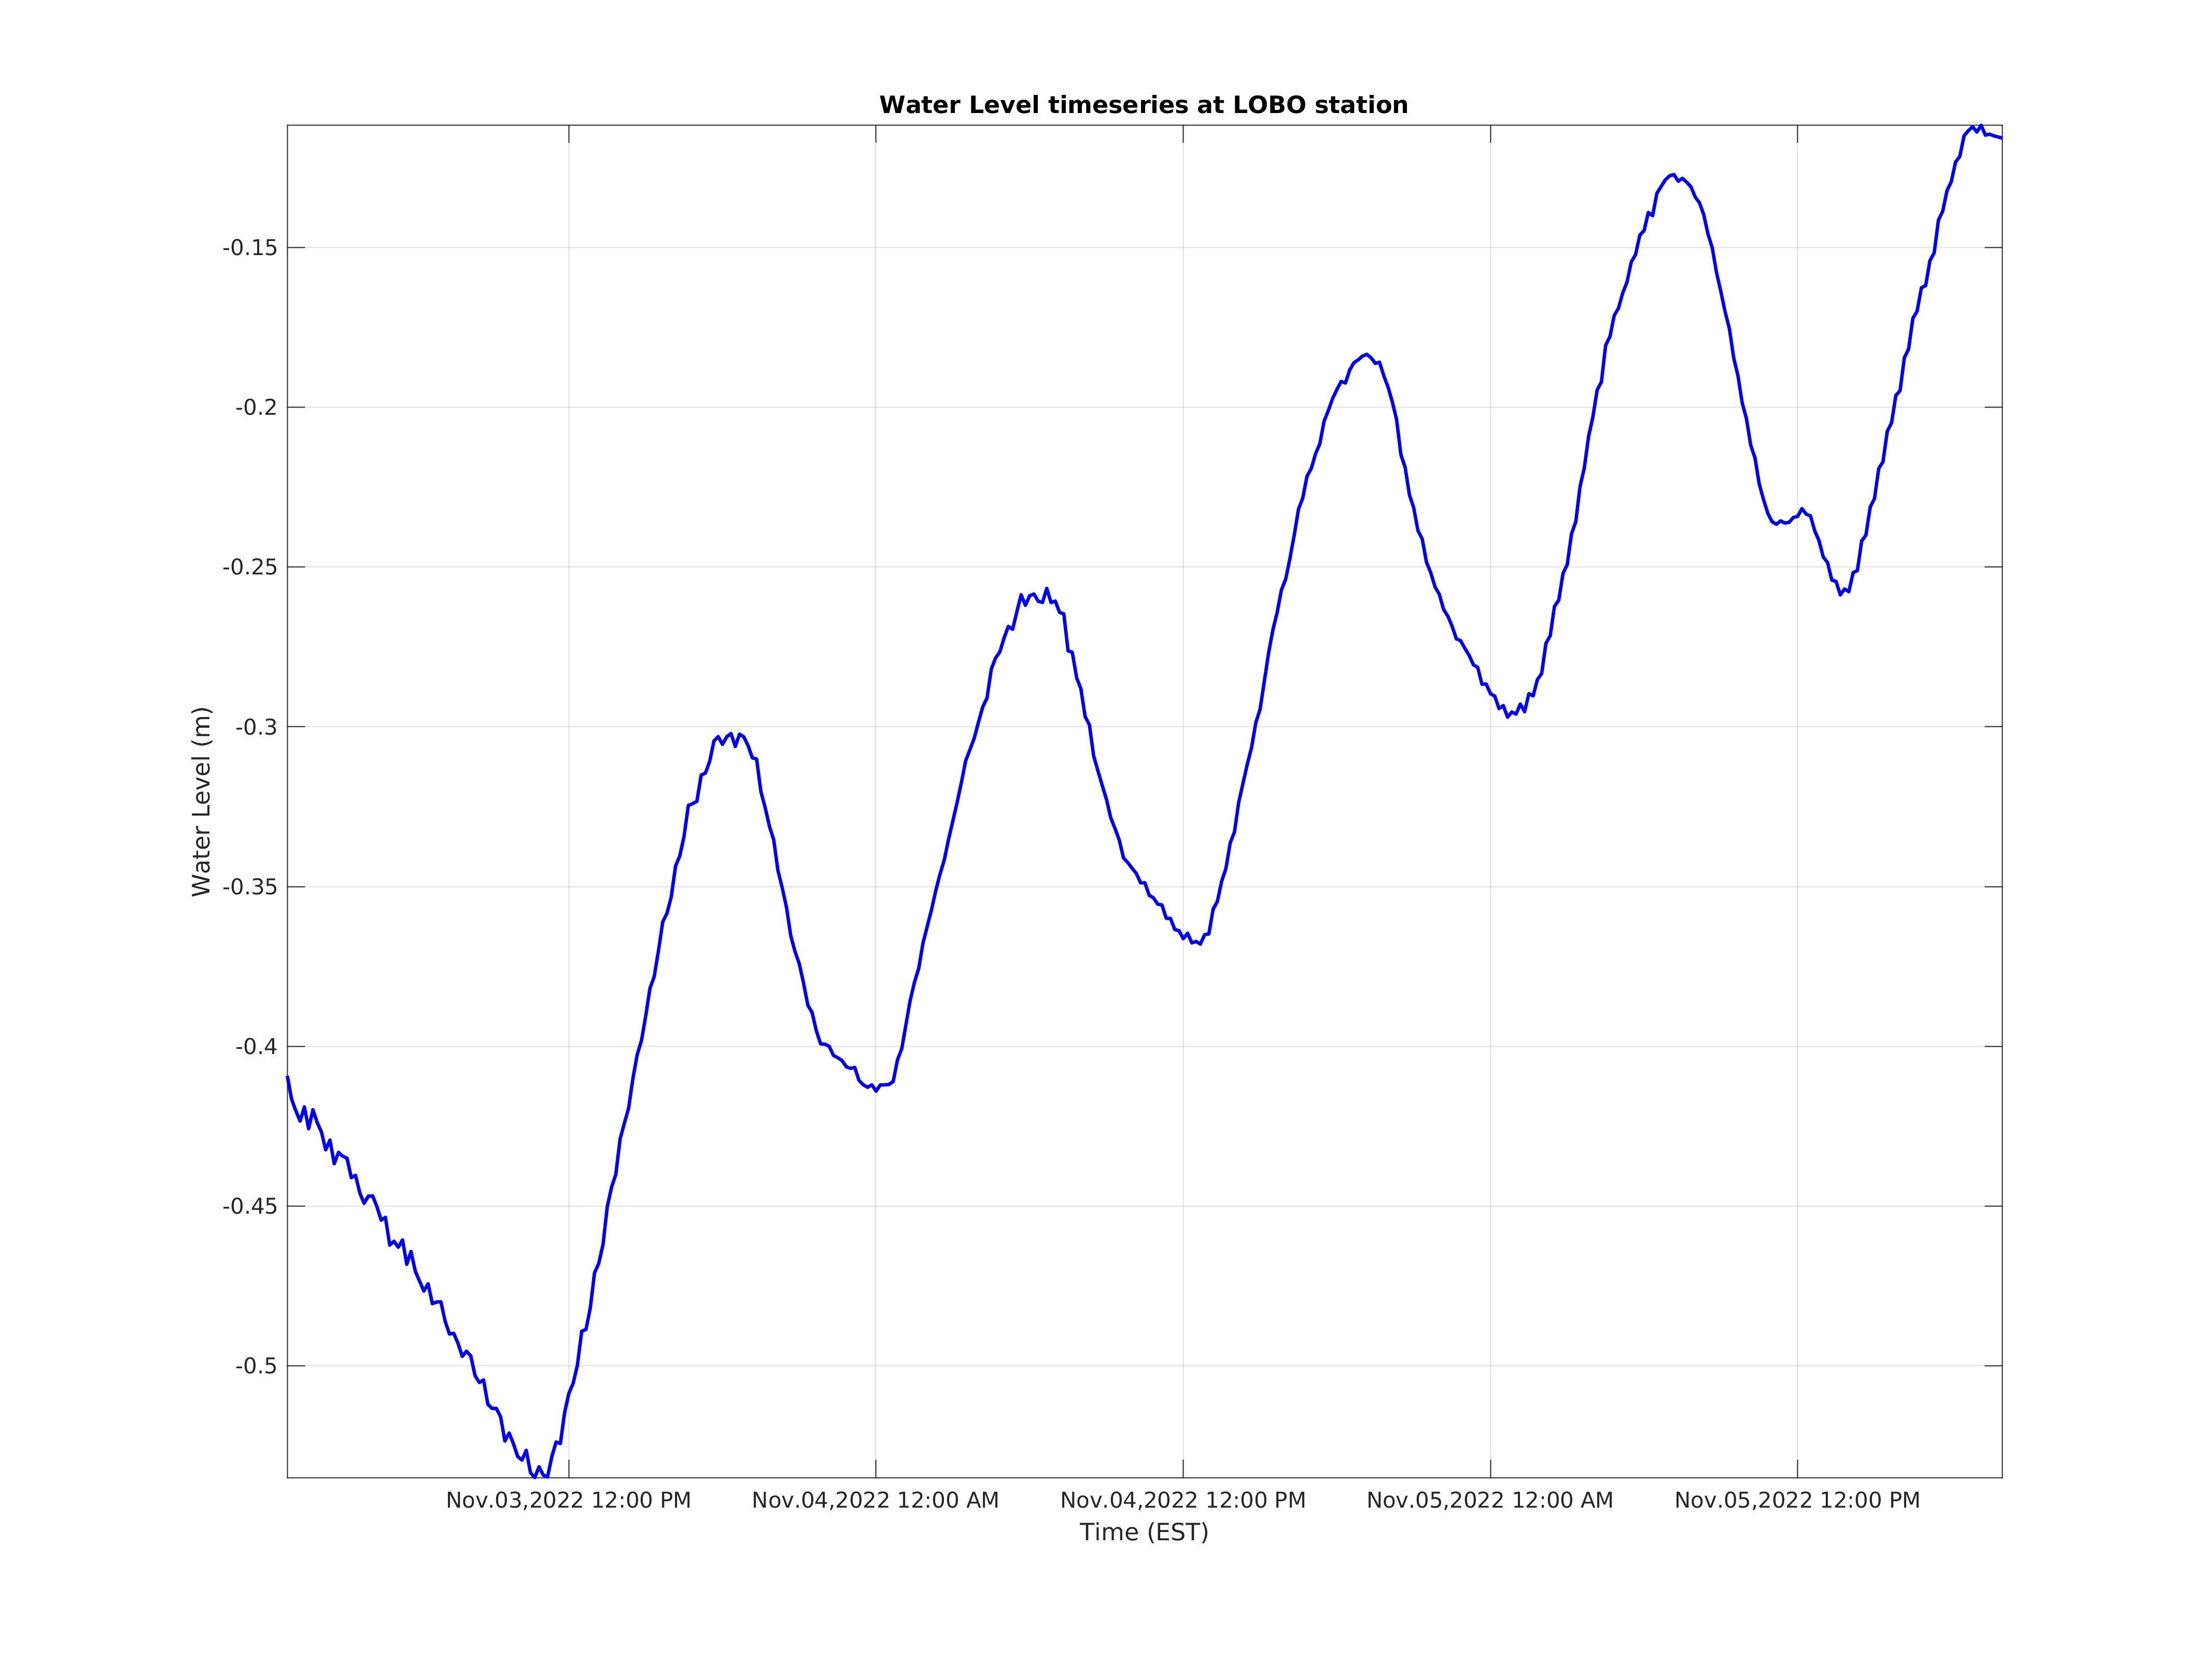 Water Level timeseries at LOBO station
-0.15
-0.2
-0.25
-0.3
-0.35
-0.4
-0.45
-0.5
Water Level (m)
Nov.03,2022 12:00 PM
Nov.04,2022 12:00 AM
Nov.04,2022 12:00 PM
Nov.05,2022 12:00 AM
Nov.05,2022 12:00 PM
Time (EST)